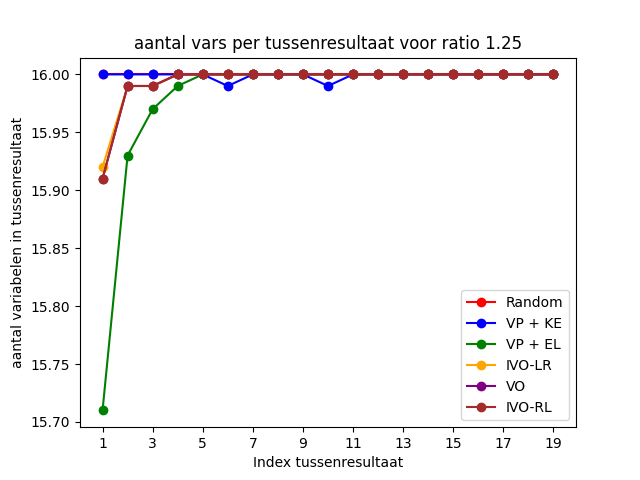 aantal vars per tussenresultaat voor ratio 1.25
aantal variabelen in tussenresultaat
16.00
15.95
15.90
15.85
15.80
15.75
15.70
Random
VP + KE
VP + EL
IVO-LR
VO
IVO-RL
1 3 5 7 9 11 13 15 17 19
Index tussenresultaat